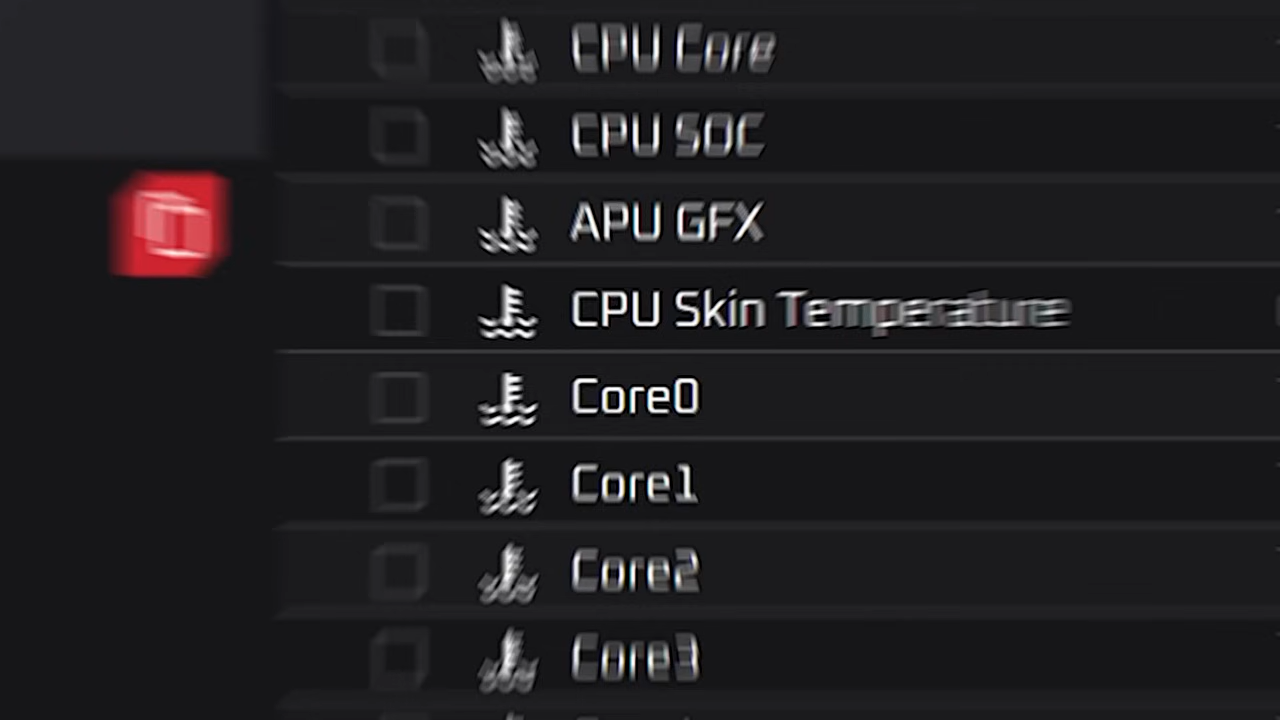 CPU Core
CPU SOC
APU GFX
CPU Skin Temperature
Core0
Core1
Core2
Core3